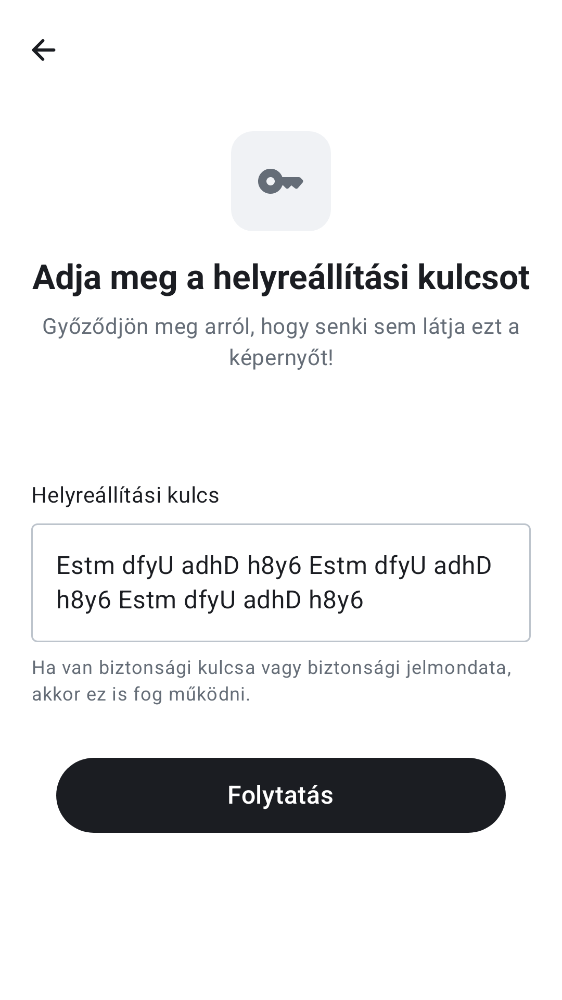 Adja meg a helyreállítási kulcsot
Győződjön meg arról, hogy senki sem látja ezt a
képernyőt!
Helyreállítási kulcs
Estm dfyU adhD h8y6 Estm dfyU adhD
h8y6 Estm dfyU adhD h8y6
Ha van biztonsági kulcsa vagy biztonsági jelmondata,
akkor ez is fog működni.
Folytatás